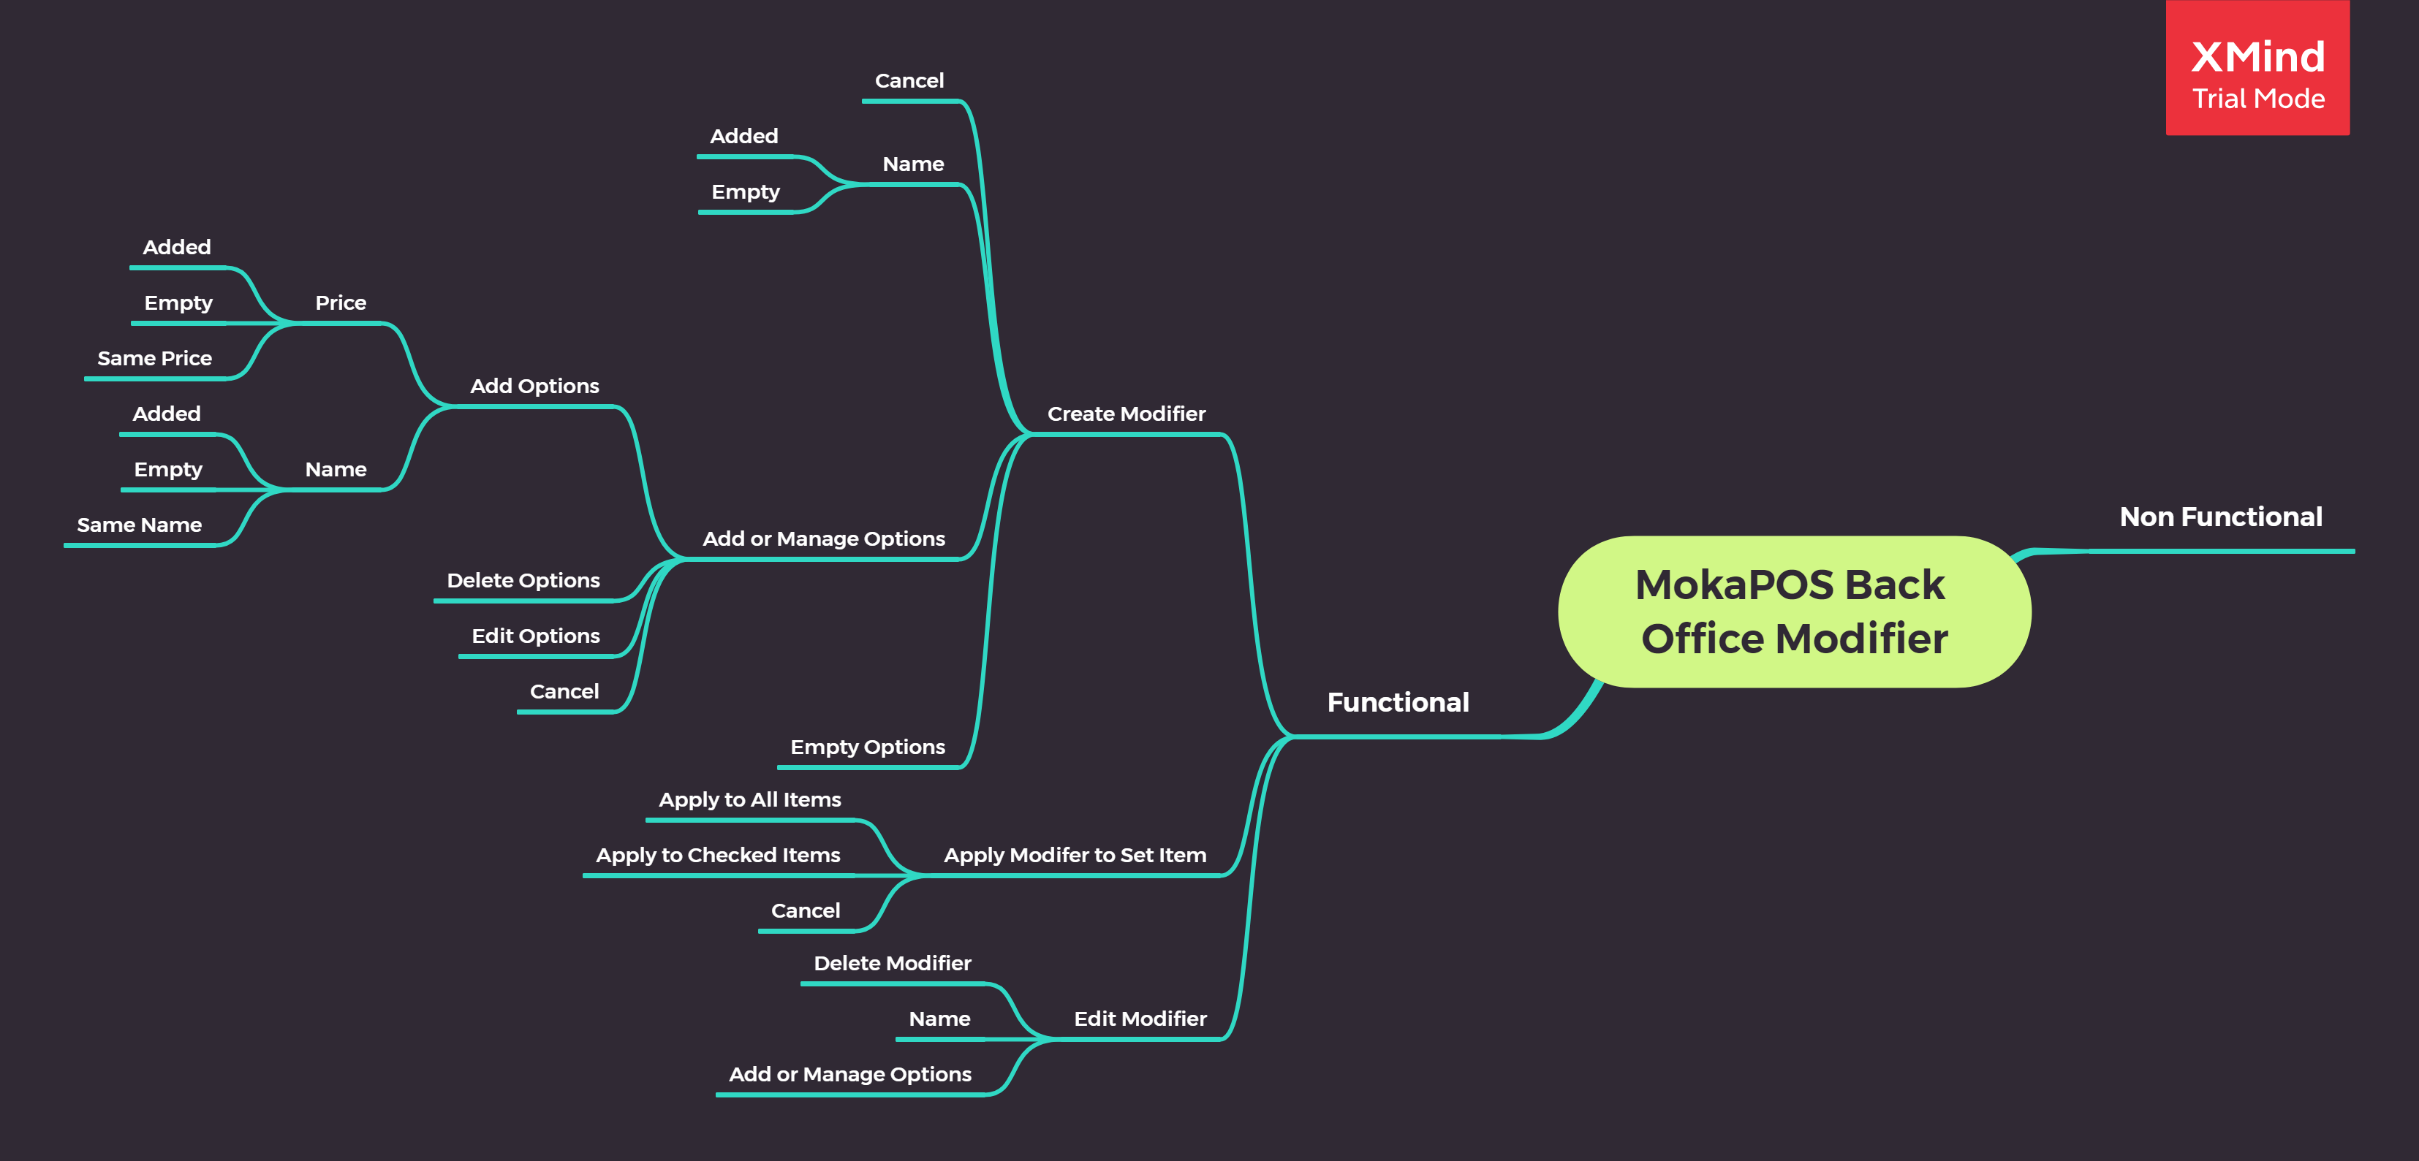 XMind
Trial Mode
Cancel
Added
Name
Empty
Added
Empty
Price
Same Price
Add Options
Added
Create Modifier
Empty
Name
Same Name
Add or Manage Options
Non Functional
MokaPOS Back
Office Modifier
Delete Options
Edit Options
Cancel
Functional
Empty Options
Apply to All Items
Apply to Checked Items
Apply Modifer to Set Item
Cancel
Delete Modifier
Name
Edit Modifier
Add or Manage Options